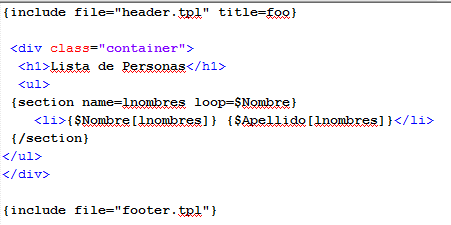 {include file="header.tpl" title=foo}
<div class="container">
<h1>Lista de Personas</h1>
<ul>
{section name=lnombres loop=$Nombre}
<li>{$Nombre[lnombres]} {$Apellido[lnombres]}</li>
{/section}
</ul>
</div>
{include file="footer.tpl"}